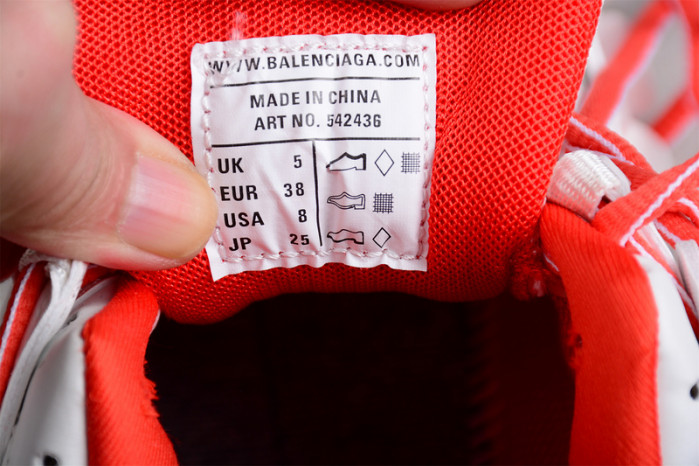 WWW.BALENCIAGA.COM
MADE IN CHINA
ART NO. 542436
UK 5
EUR 38
USA 8
JP 25